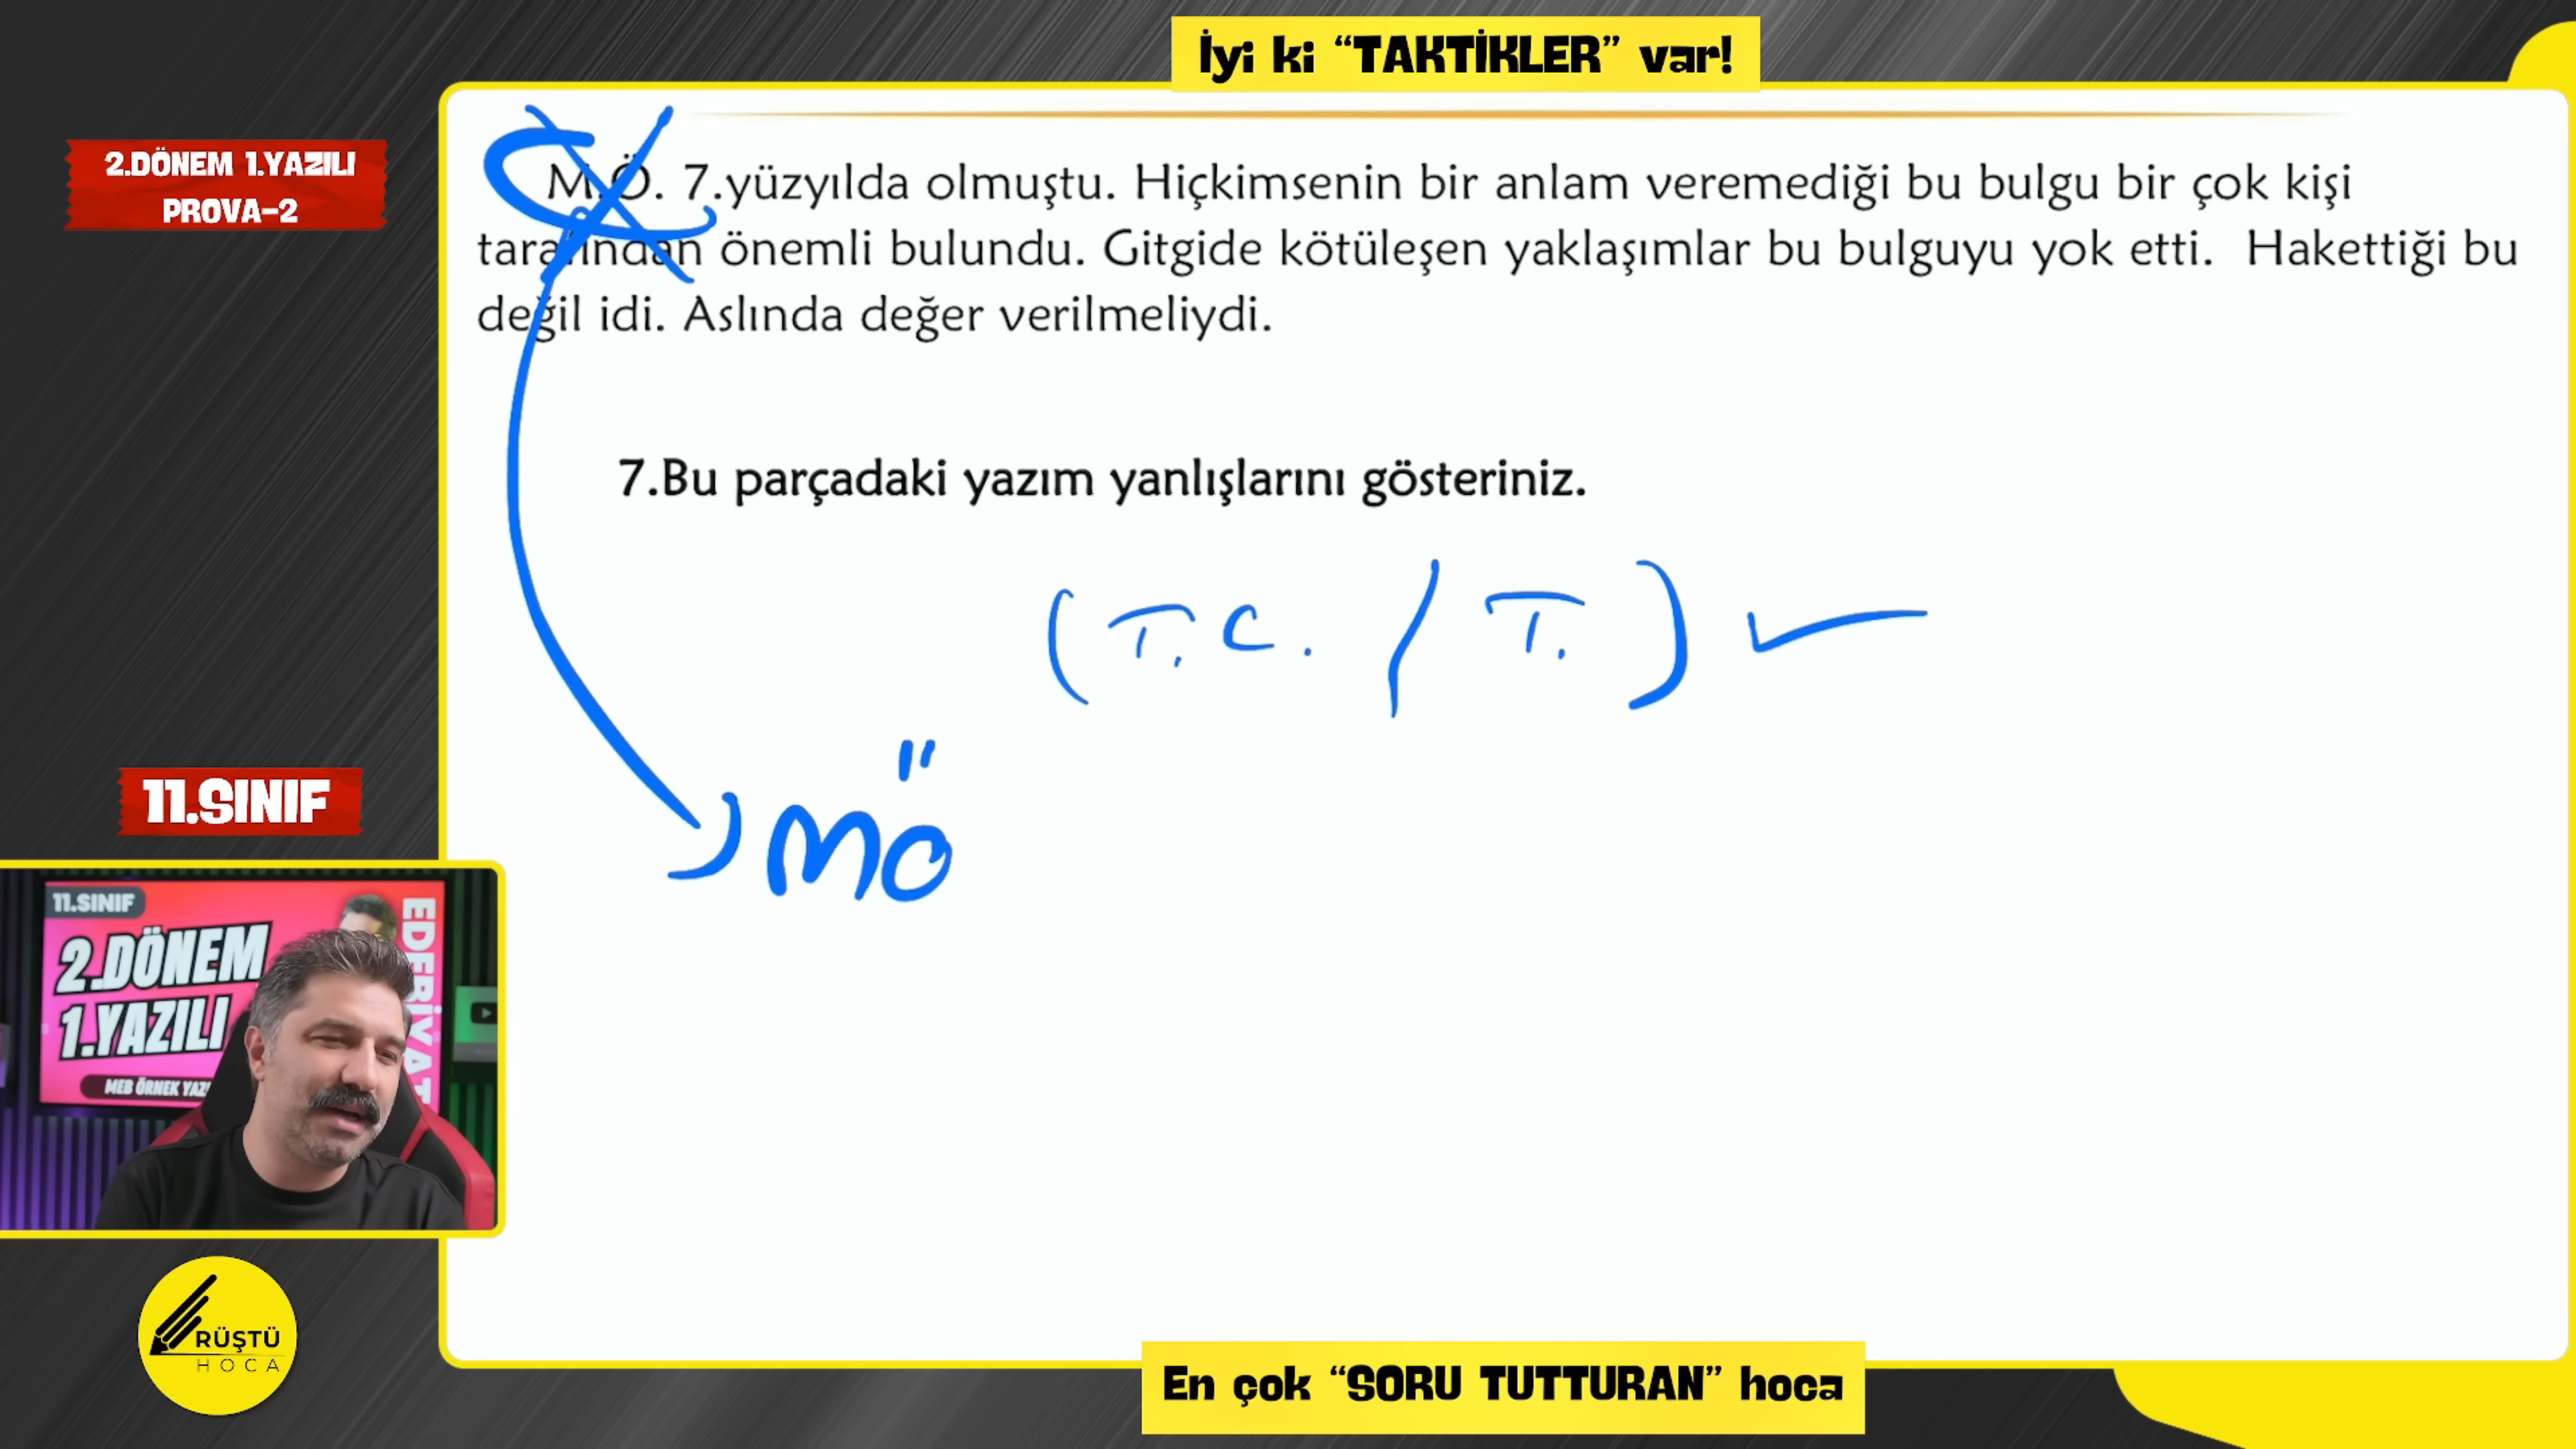 İyi ki “TAKTİKLER” var!
2.DÖNEM 1.YAZILI
PROVA-2
M.Ö. 7.yüzyılda olmuştu. Hiçkimsenin bir anlam veremediği bu bulgu bir çok kişi
tarafından önemli bulundu. Gitgide kötüleşen yaklaşımlar bu bulguyu yok etti. Hakettiği bu
değil idi. Aslında değer verilmeliydi.
7.Bu parçadaki yazım yanlışlarını gösteriniz.
(T.C. / T.)
MÖ
11.SINIF
11.SINIF
2.DÖNEM
1.YAZILI
MEB ÖRNEK
EDEBİYAT
RÜŞTÜ
HOCA
En çok “SORU TUTTURAN” hoca